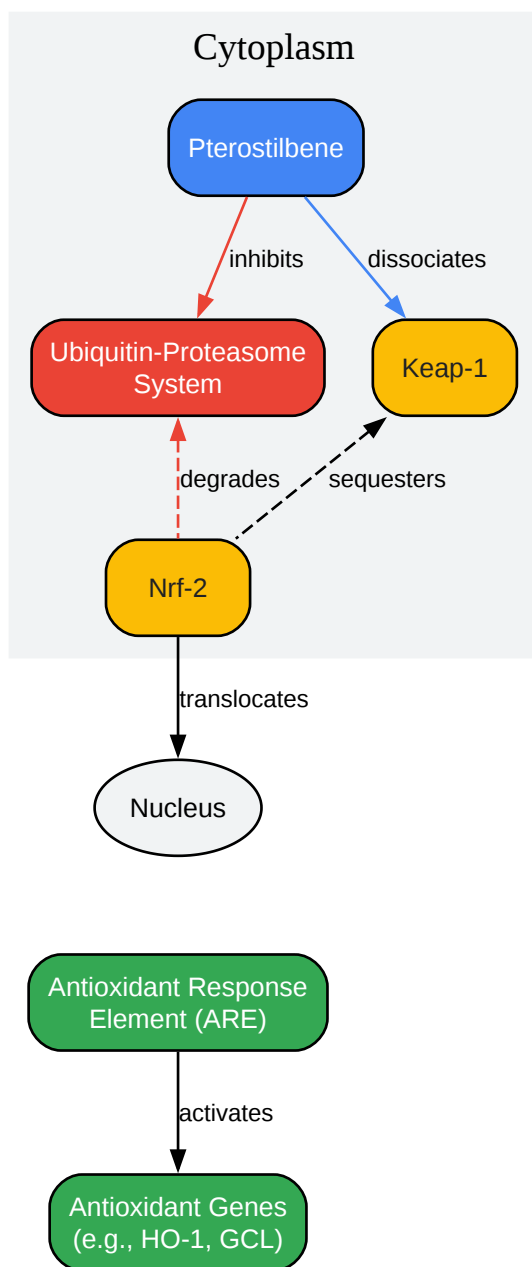 Cytoplasm
Pterostilbene
inhibits
dissociates
Ubiquitin-Proteasome
System
Keap-1
degrades
sequesters
Nrf-2
translocates
Nucleus
Antioxidant Response
Element (ARE)
activates
Antioxidant Genes
(e.g., HO-1, GCL)